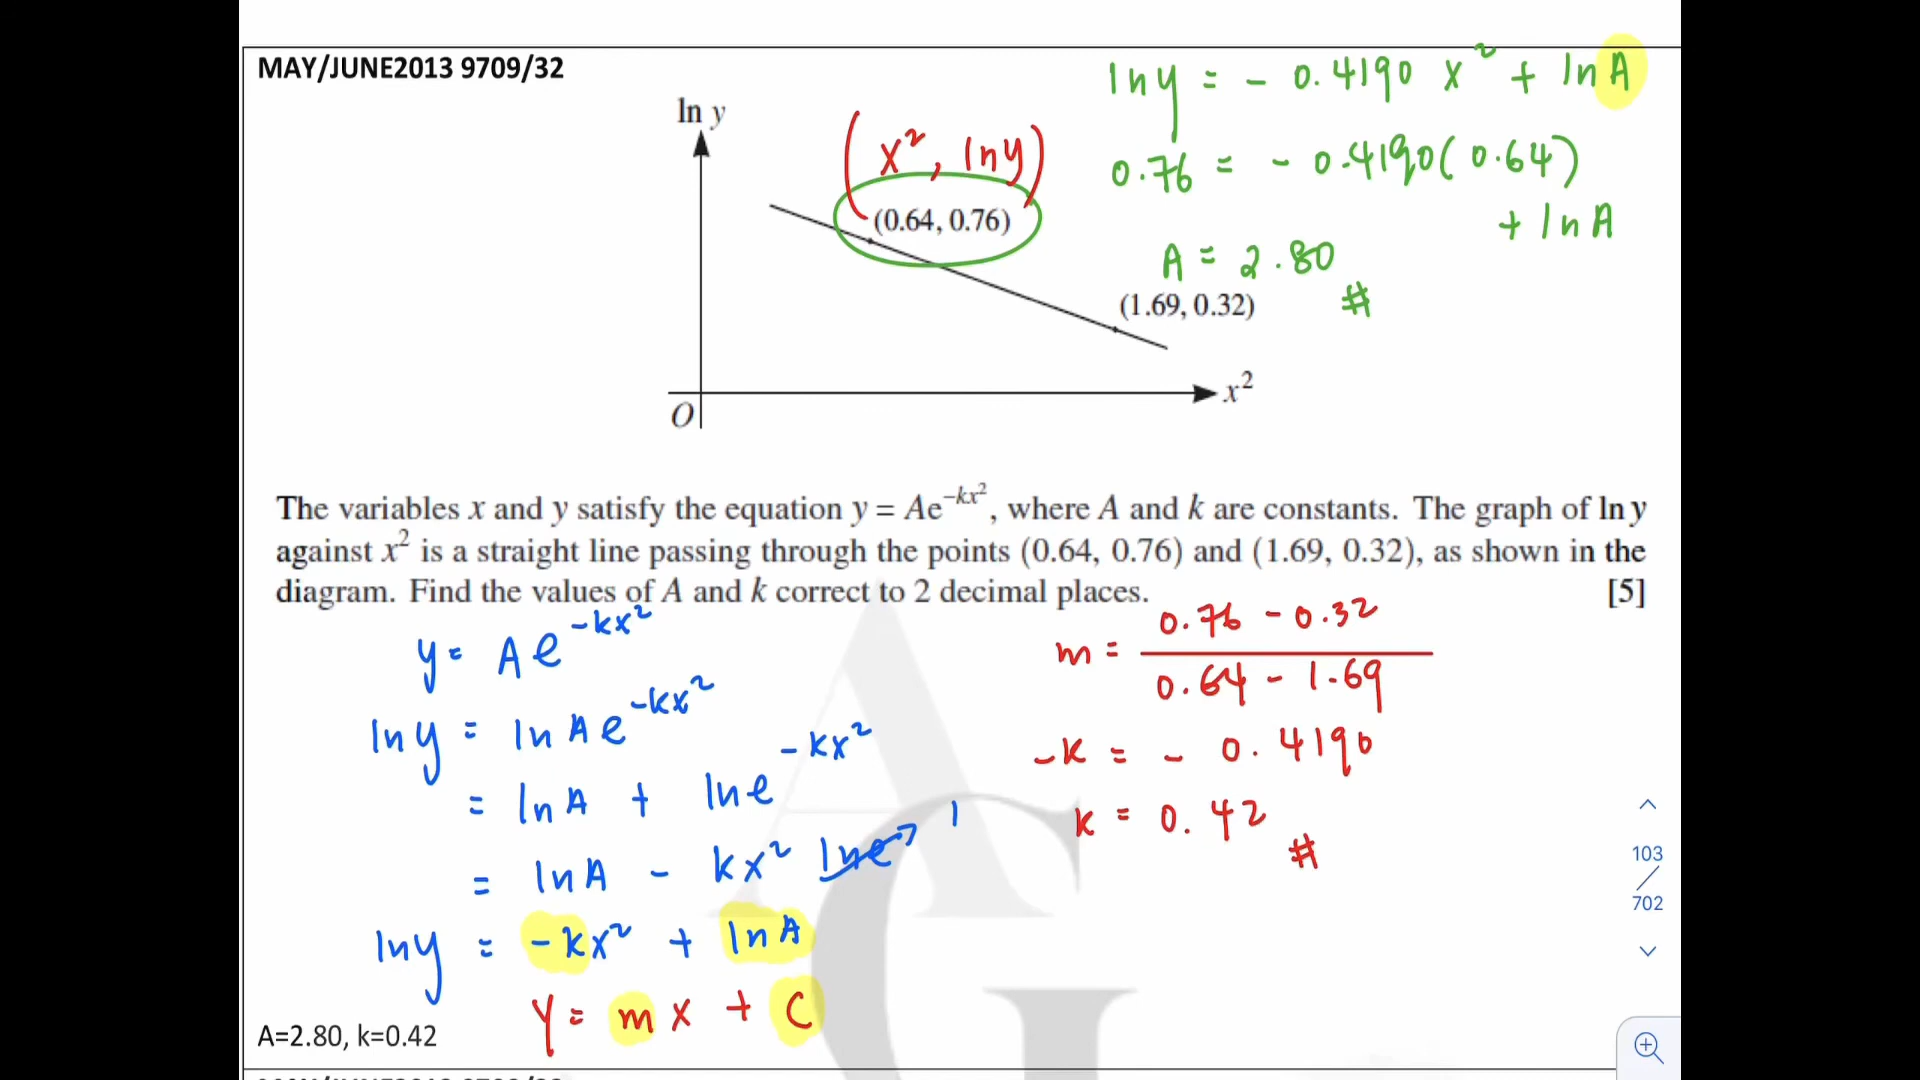 MAY/JUNE2013 9709/32
ln y
(x², ln y)
(0.64, 0.76)
(1.69, 0.32)
x²
O
ln y = - 0.4190 x² + ln A
0.76 = - 0.4190(0.64)
+ ln A
A = 2.80
#
The variables x and y satisfy the equation y = Ae^{-kx²}, where A and k are constants. The graph of ln y
against x² is a straight line passing through the points (0.64, 0.76) and (1.69, 0.32), as shown in the
diagram. Find the values of A and k correct to 2 decimal places. [5]
y = Ae^{-kx²}
ln y = ln Ae^{-kx²}
= ln A + ln e^{-kx²}
= ln A - kx² ln e 1
ln y = -kx² + ln A
Y = mx + C
m = (0.76 - 0.32)/(0.64 - 1.69)
-k = - 0.4190
k = 0.42
#
A=2.80, k=0.42
103
/
702
A
G